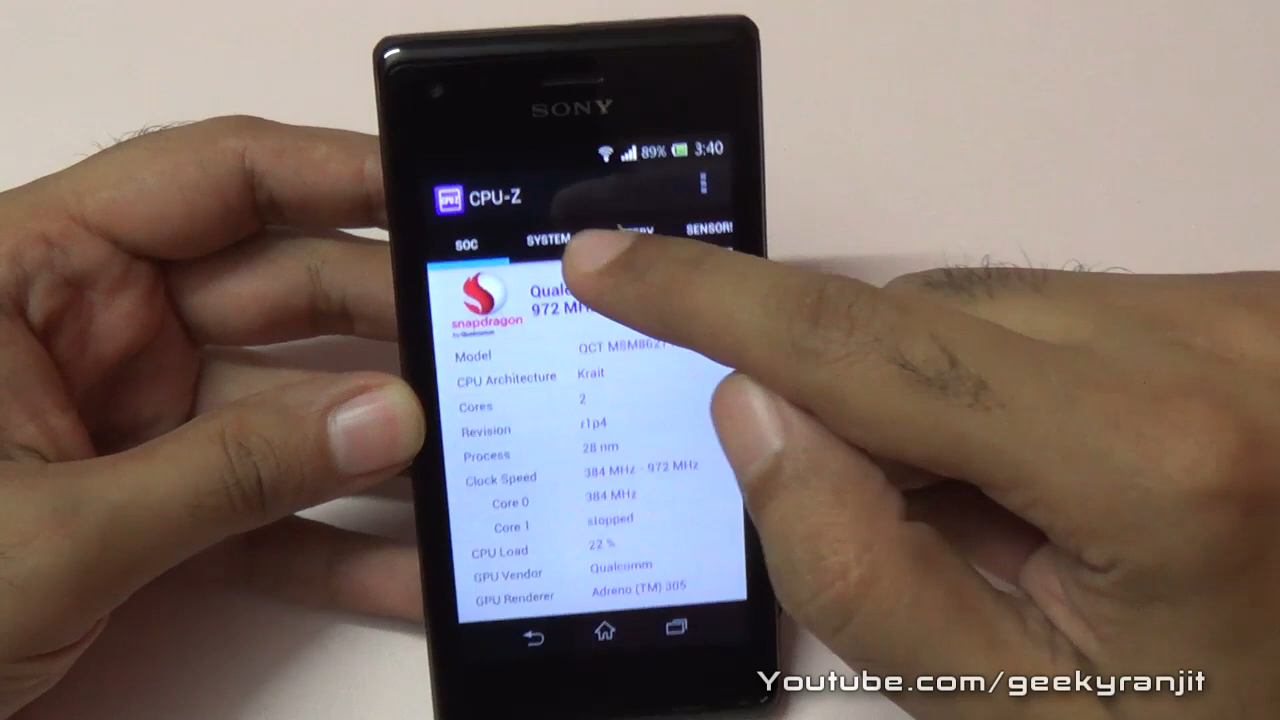 SONY
89% 3:40
CPU-Z
SOC SYSTEM SENSOR
snapdragon
972
Model QCT
CPU Architecture Krait
Cores 2
Revision r1p4
Process 28 nm
Clock Speed 384 MHz - 972 MHz
Core 0 384 MHz
Core 1 stopped
CPU Load 22 %
GPU Vendor Qualcomm
GPU Renderer Adreno (TM) 305
Youtube.com/geekyranjit